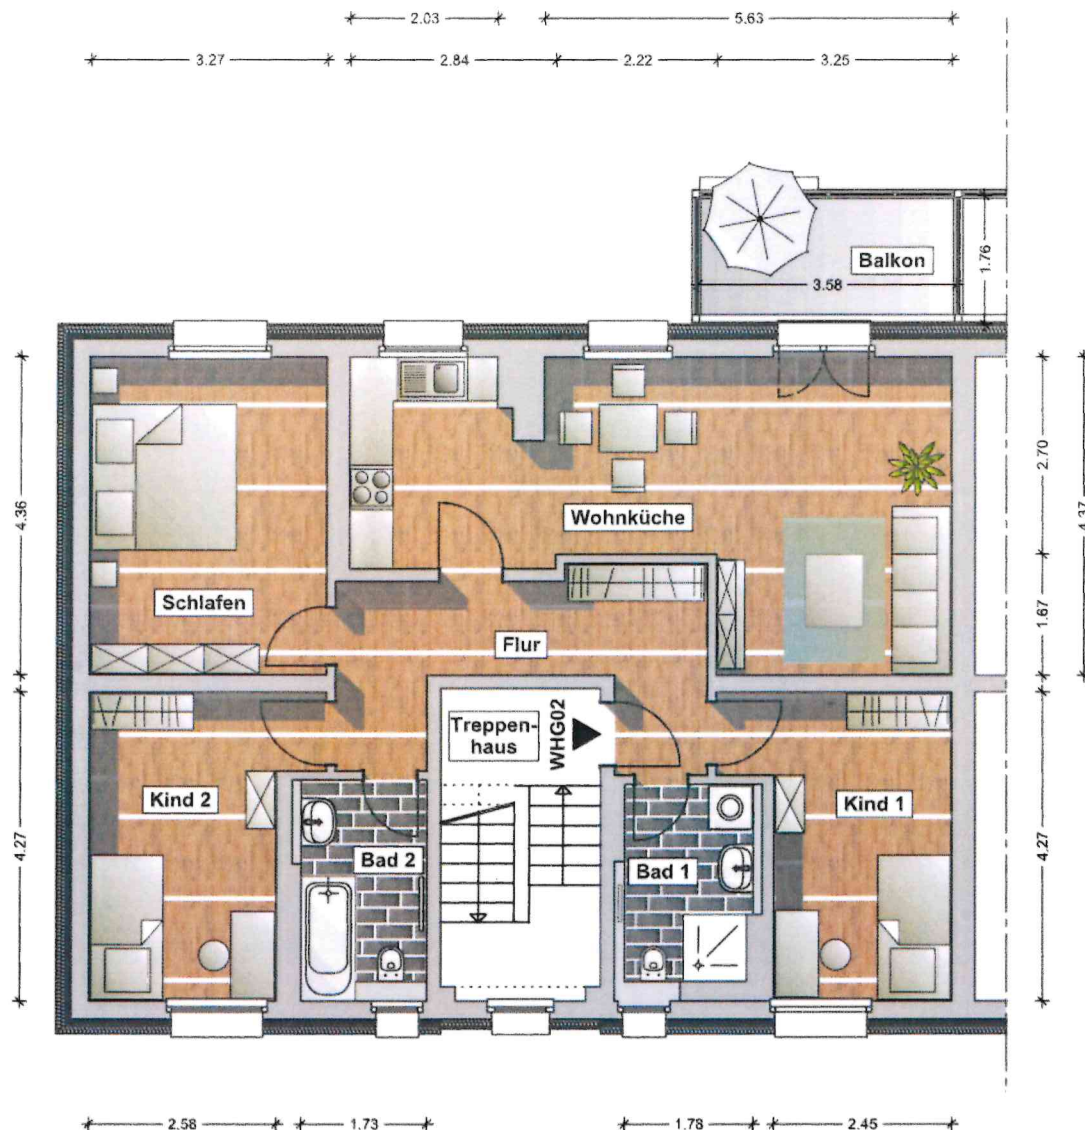 2.03
5.63
3.27
2.84
2.22
3.25
Balkon
1.76
3.58
4.36
2.70
4.37
Wohnküche
Schlafen
1.67
Flur
Treppen-
haus
WHG02
Kind 2
Kind 1
4.27
4.27
Bad 2
Bad 1
2.58
1.73
1.78
2.45